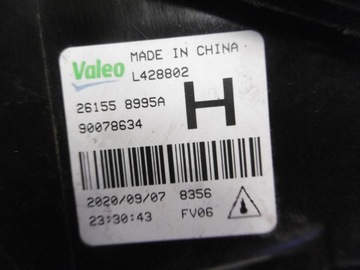 Valeo
MADE IN CHINA
L428802
26155 8995A
90078634
H
2020/09/07 8356
23:30:43 FV06